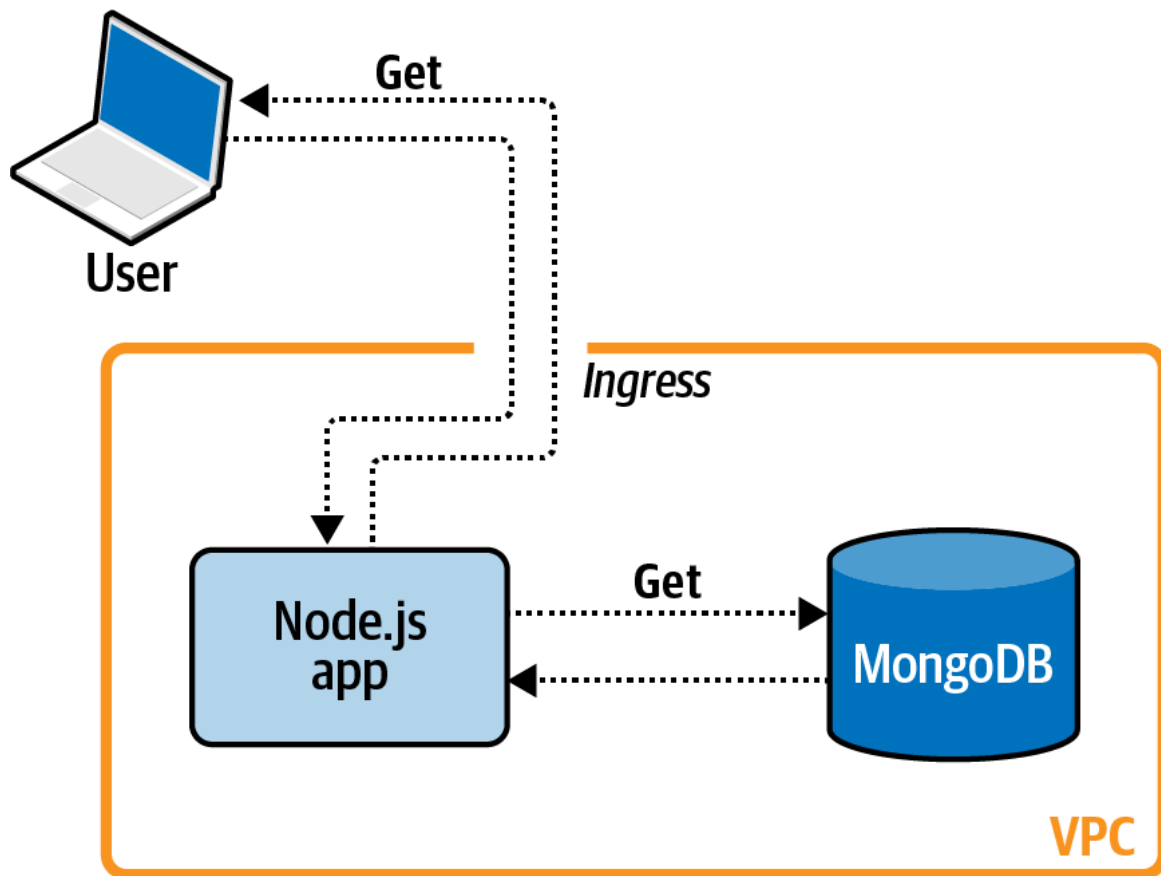 Get
User
Ingress
Get
Node.js
app
MongoDB
VPC